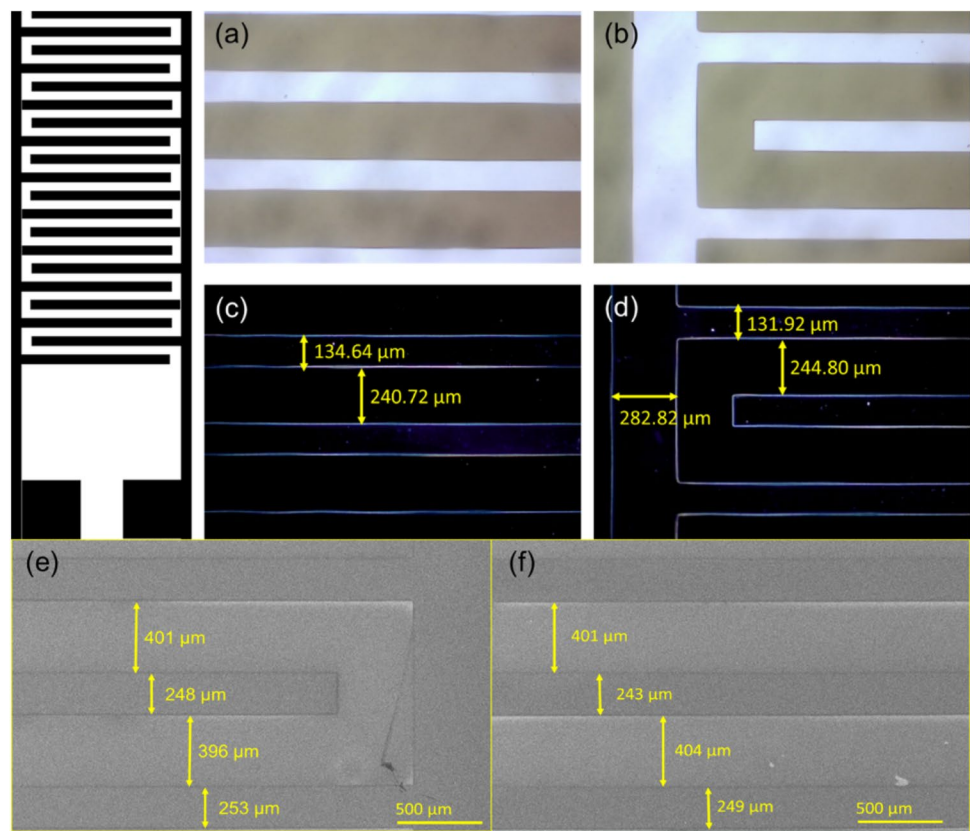 (a)
(b)
(c)
134.64 µm
240.72 µm
(d)
131.92 µm
244.80 µm
282.82 µm
(e)
401 µm
248 µm
396 µm
253 µm
500 µm
(f)
401 µm
243 µm
404 µm
249 µm
500 µm